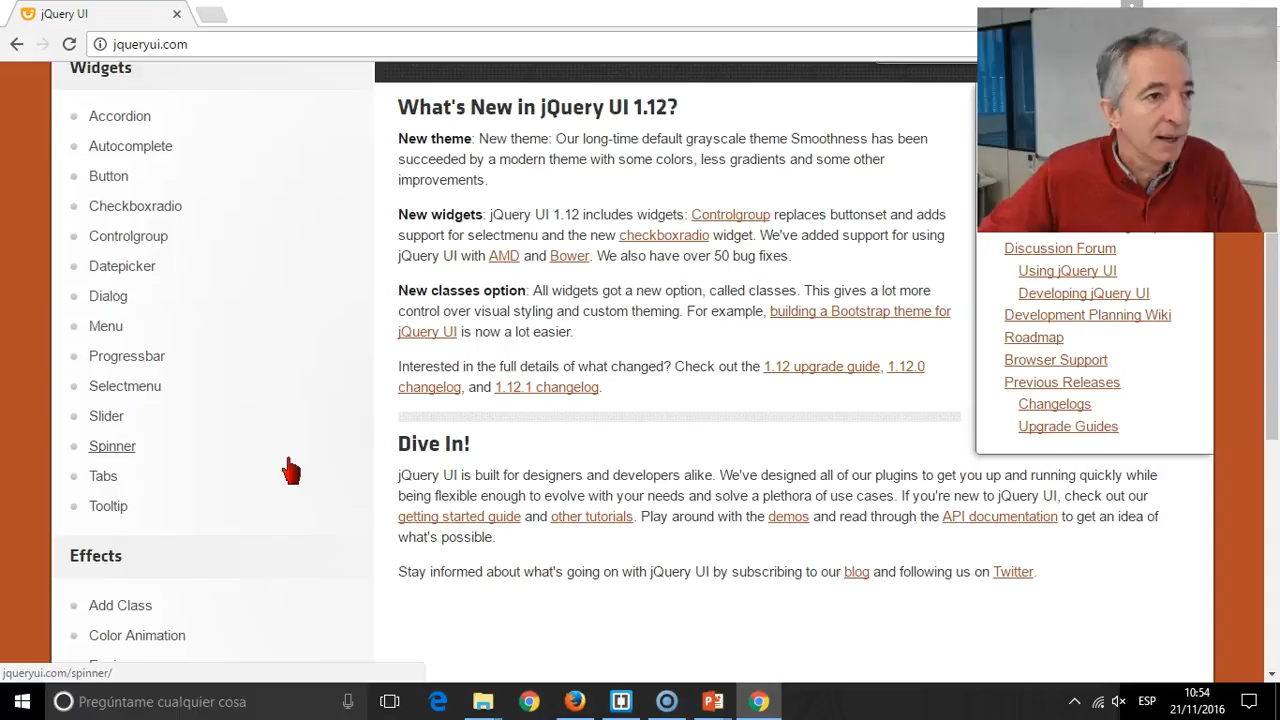 jQuery UI
jqueryui.com
Widgets
Accordion
Autocomplete
Button
Checkboxradio
Controlgroup
Datepicker
Dialog
Menu
Progressbar
Selectmenu
Slider
Spinner
Tabs
Tooltip
Effects
Add Class
Color Animation
What's New in jQuery UI 1.12?
New theme: New theme: Our long-time default grayscale theme Smoothness has been
succeeded by a modern theme with some colors, less gradients and some other
improvements.
New widgets: jQuery UI 1.12 includes widgets: Controlgroup replaces buttonset and adds
support for selectmenu and the new checkboxradio widget. We've added support for using
jQuery UI with AMD and Bower. We also have over 50 bug fixes.
New classes option: All widgets got a new option, called classes. This gives a lot more
control over visual styling and custom theming. For example, building a Bootstrap theme for
jQuery UI is now a lot easier.
Interested in the full details of what changed? Check out the 1.12 upgrade guide, 1.12.0
changelog, and 1.12.1 changelog.
Dive In!
jQuery UI is built for designers and developers alike. We've designed all of our plugins to get you up and running quickly while
being flexible enough to evolve with your needs and solve a plethora of use cases. If you're new to jQuery UI, check out our
getting started guide and other tutorials. Play around with the demos and read through the API documentation to get an idea of
what's possible.
Stay informed about what's going on with jQuery UI by subscribing to our blog and following us on Twitter.
Discussion Forum
Using jQuery UI
Developing jQuery UI
Development Planning Wiki
Roadmap
Browser Support
Previous Releases
Changelogs
Upgrade Guides
jqueryui.com/spinner/
Pregúntame cualquier cosa
ESP
10:54
21/11/2016